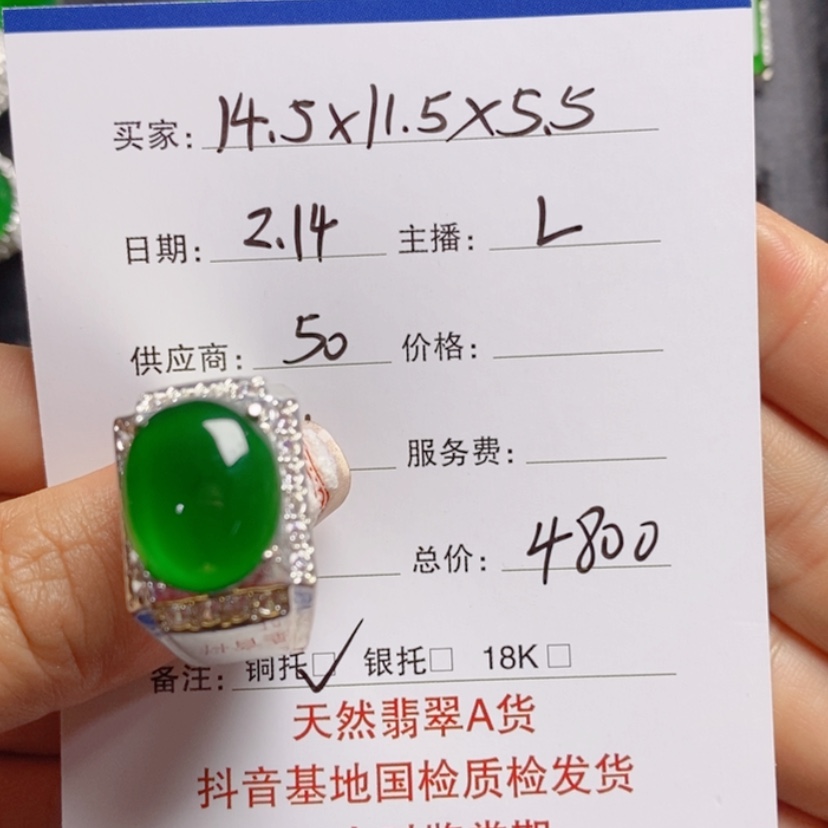 买家: 14.5x11.5x5.5
日期: 2.14 主播: L
供应商: 50 价格:
服务费:
总价: 4800
备注: 铜托☑ 银托□ 18K□
天然翡翠A货
抖音基地国检质检发货